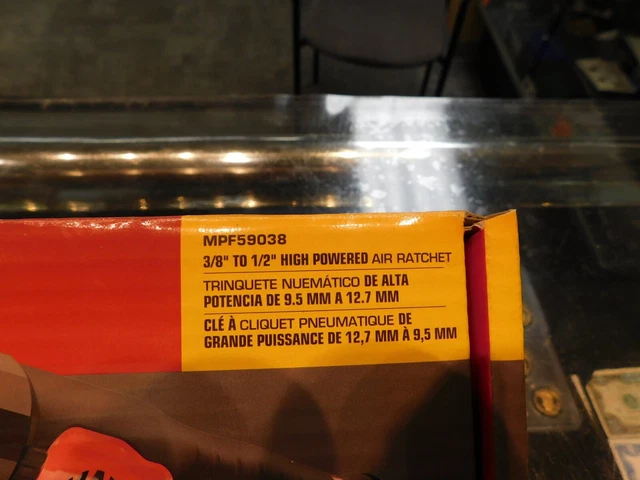 MPF59038
3/8" TO 1/2" HIGH POWERED AIR RATCHET
TRINQUETE NUEMÁTICO DE ALTA
POTENCIA DE 9.5 MM A 12.7 MM
CLÉ À CLIQUET PNEUMATIQUE DE
GRANDE PUISSANCE DE 12,7 MM À 9,5 MM